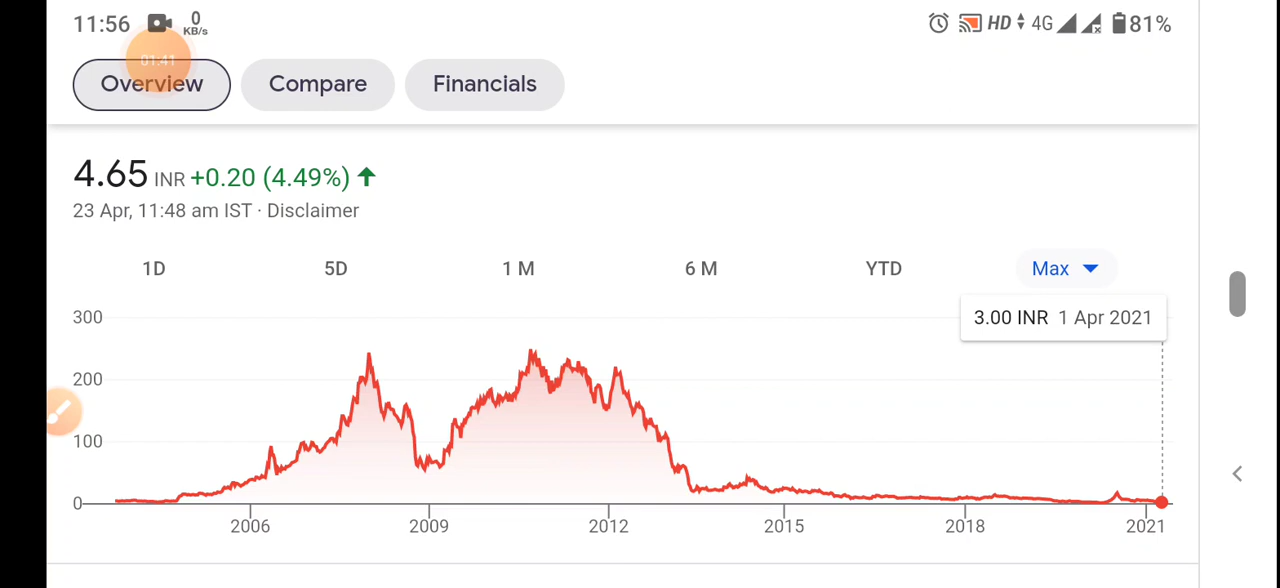 11:56 0 KB/s HD 4G 81%
01:41
Overview Compare Financials
4.65 INR +0.20 (4.49%)
23 Apr, 11:48 am IST · Disclaimer
1D 5D 1 M 6 M YTD Max
3.00 INR 1 Apr 2021
300
200
100
0
2006 2009 2012 2015 2018 2021